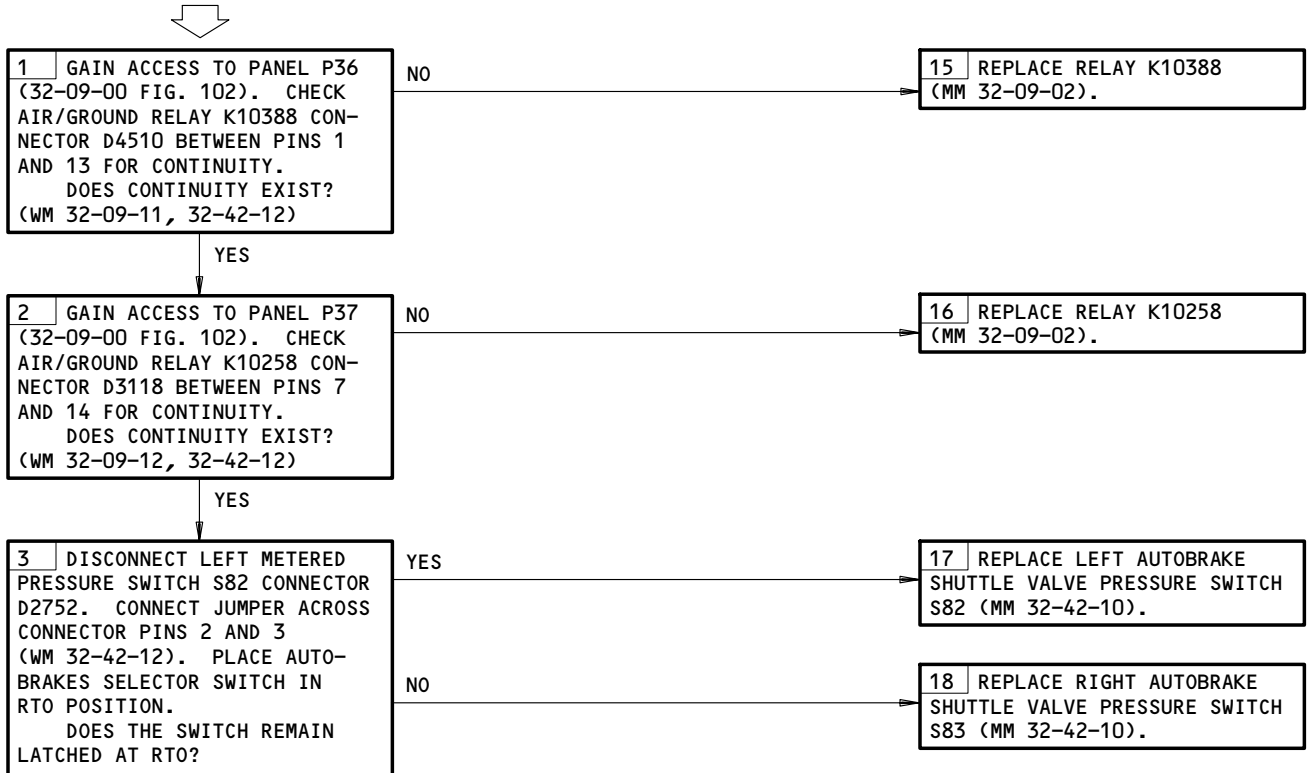 1 GAIN ACCESS TO PANEL P36
(32-09-00 FIG. 102). CHECK
AIR/GROUND RELAY K10388 CON-
NECTOR D4510 BETWEEN PINS 1
AND 13 FOR CONTINUITY.
DOES CONTINUITY EXIST?
(WM 32-09-11, 32-42-12)
NO
15 REPLACE RELAY K10388
(MM 32-09-02).
YES
2 GAIN ACCESS TO PANEL P37
(32-09-00 FIG. 102). CHECK
AIR/GROUND RELAY K10258 CON-
NECTOR D3118 BETWEEN PINS 7
AND 14 FOR CONTINUITY.
DOES CONTINUITY EXIST?
(WM 32-09-12, 32-42-12)
NO
16 REPLACE RELAY K10258
(MM 32-09-02).
YES
3 DISCONNECT LEFT METERED
PRESSURE SWITCH S82 CONNECTOR
D2752. CONNECT JUMPER ACROSS
CONNECTOR PINS 2 AND 3
(WM 32-42-12). PLACE AUTO-
BRAKES SELECTOR SWITCH IN
RTO POSITION.
DOES THE SWITCH REMAIN
LATCHED AT RTO?
YES
17 REPLACE LEFT AUTOBRAKE
SHUTTLE VALVE PRESSURE SWITCH
S82 (MM 32-42-10).
NO
18 REPLACE RIGHT AUTOBRAKE
SHUTTLE VALVE PRESSURE SWITCH
S83 (MM 32-42-10).